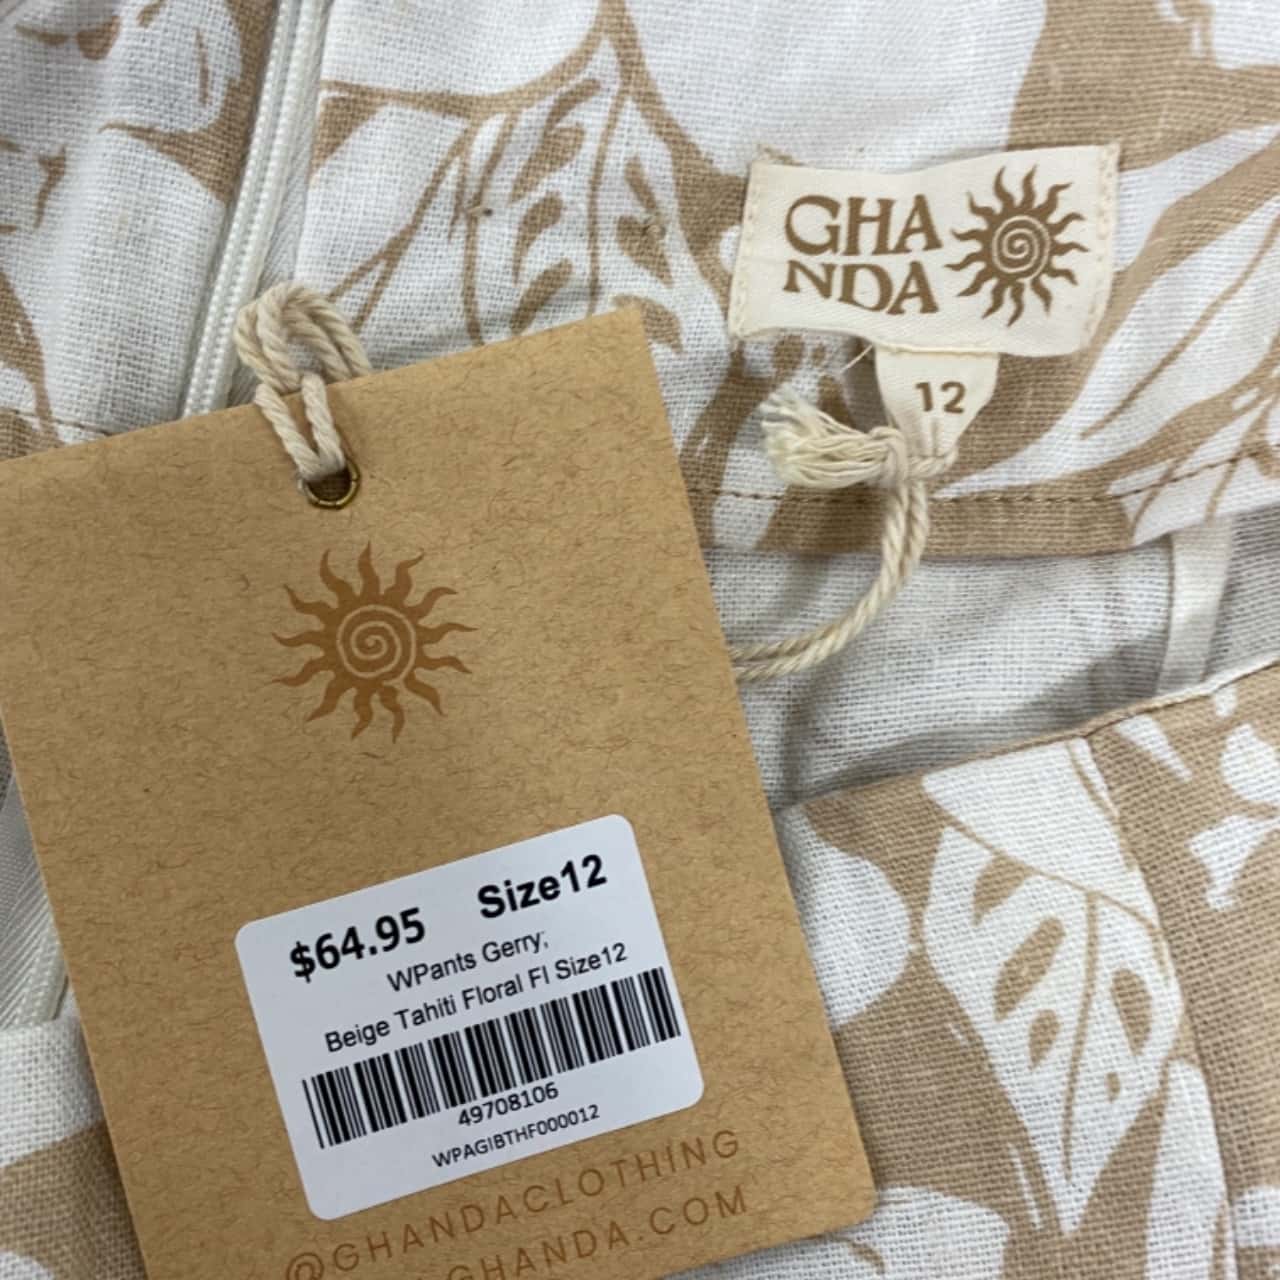 GHA
NDA
12
$64.95 Size12
WPants Gerry;
Beige Tahiti Floral Fl Size12
49708106
WPAGIBTHF000012
@GHANDACLOTHING
GHANDA.COM